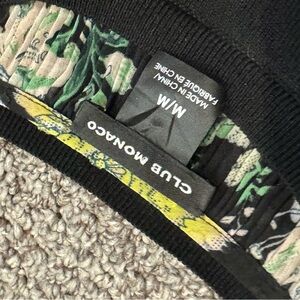 CLUB MONACO
M/M
MADE IN CHINA/
FABRIQUÉ EN CHINE